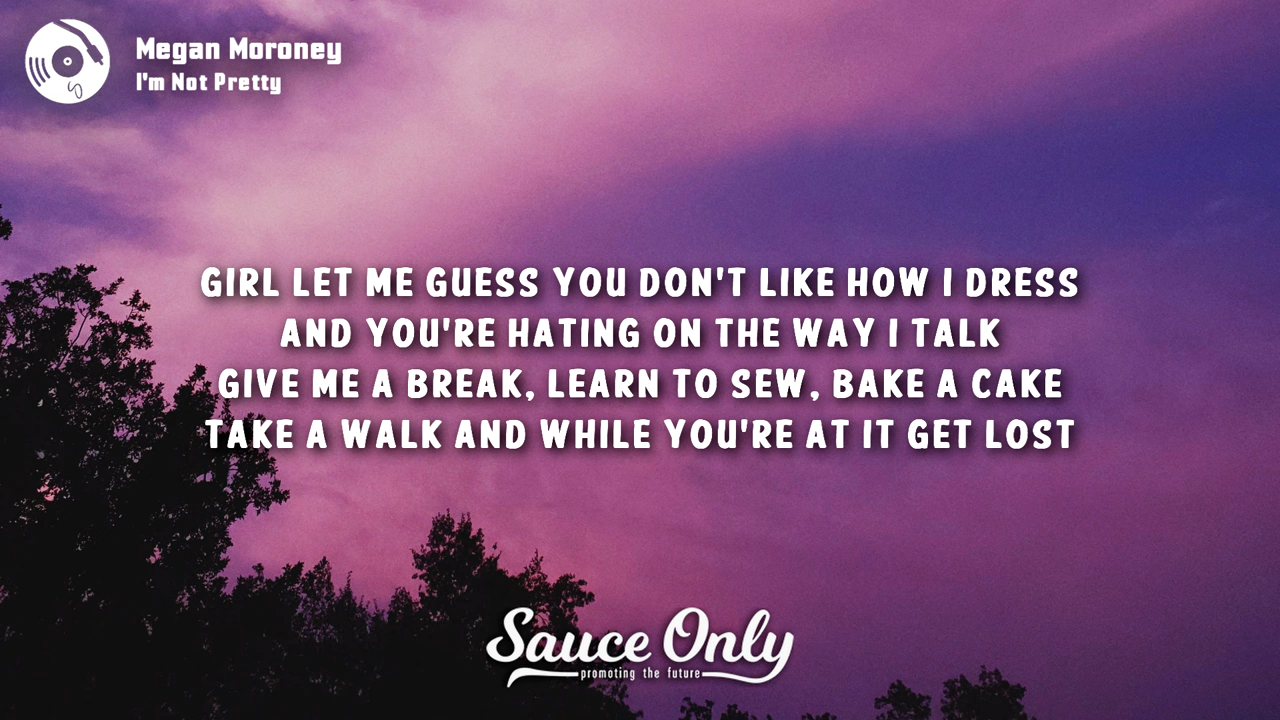 Megan Moroney
I'm Not Pretty
GIRL LET ME GUESS YOU DON'T LIKE HOW I DRESS
AND YOU'RE HATING ON THE WAY I TALK
GIVE ME A BREAK, LEARN TO SEW, BAKE A CAKE
TAKE A WALK AND WHILE YOU'RE AT IT GET LOST
Sauce Only
promoting the future